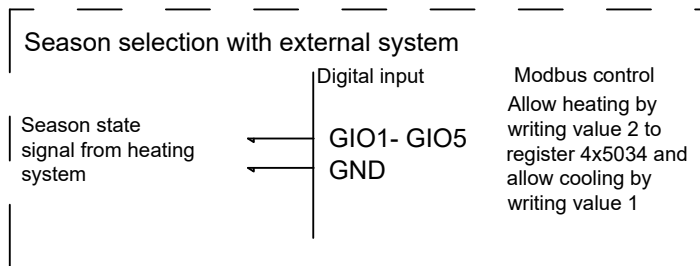 Season selection with external system
Digital input
Modbus control
Season state
signal from heating
system
GIO1- GIO5
GND
Allow heating by
writing value 2 to
register 4x5034 and
allow cooling by
writing value 1